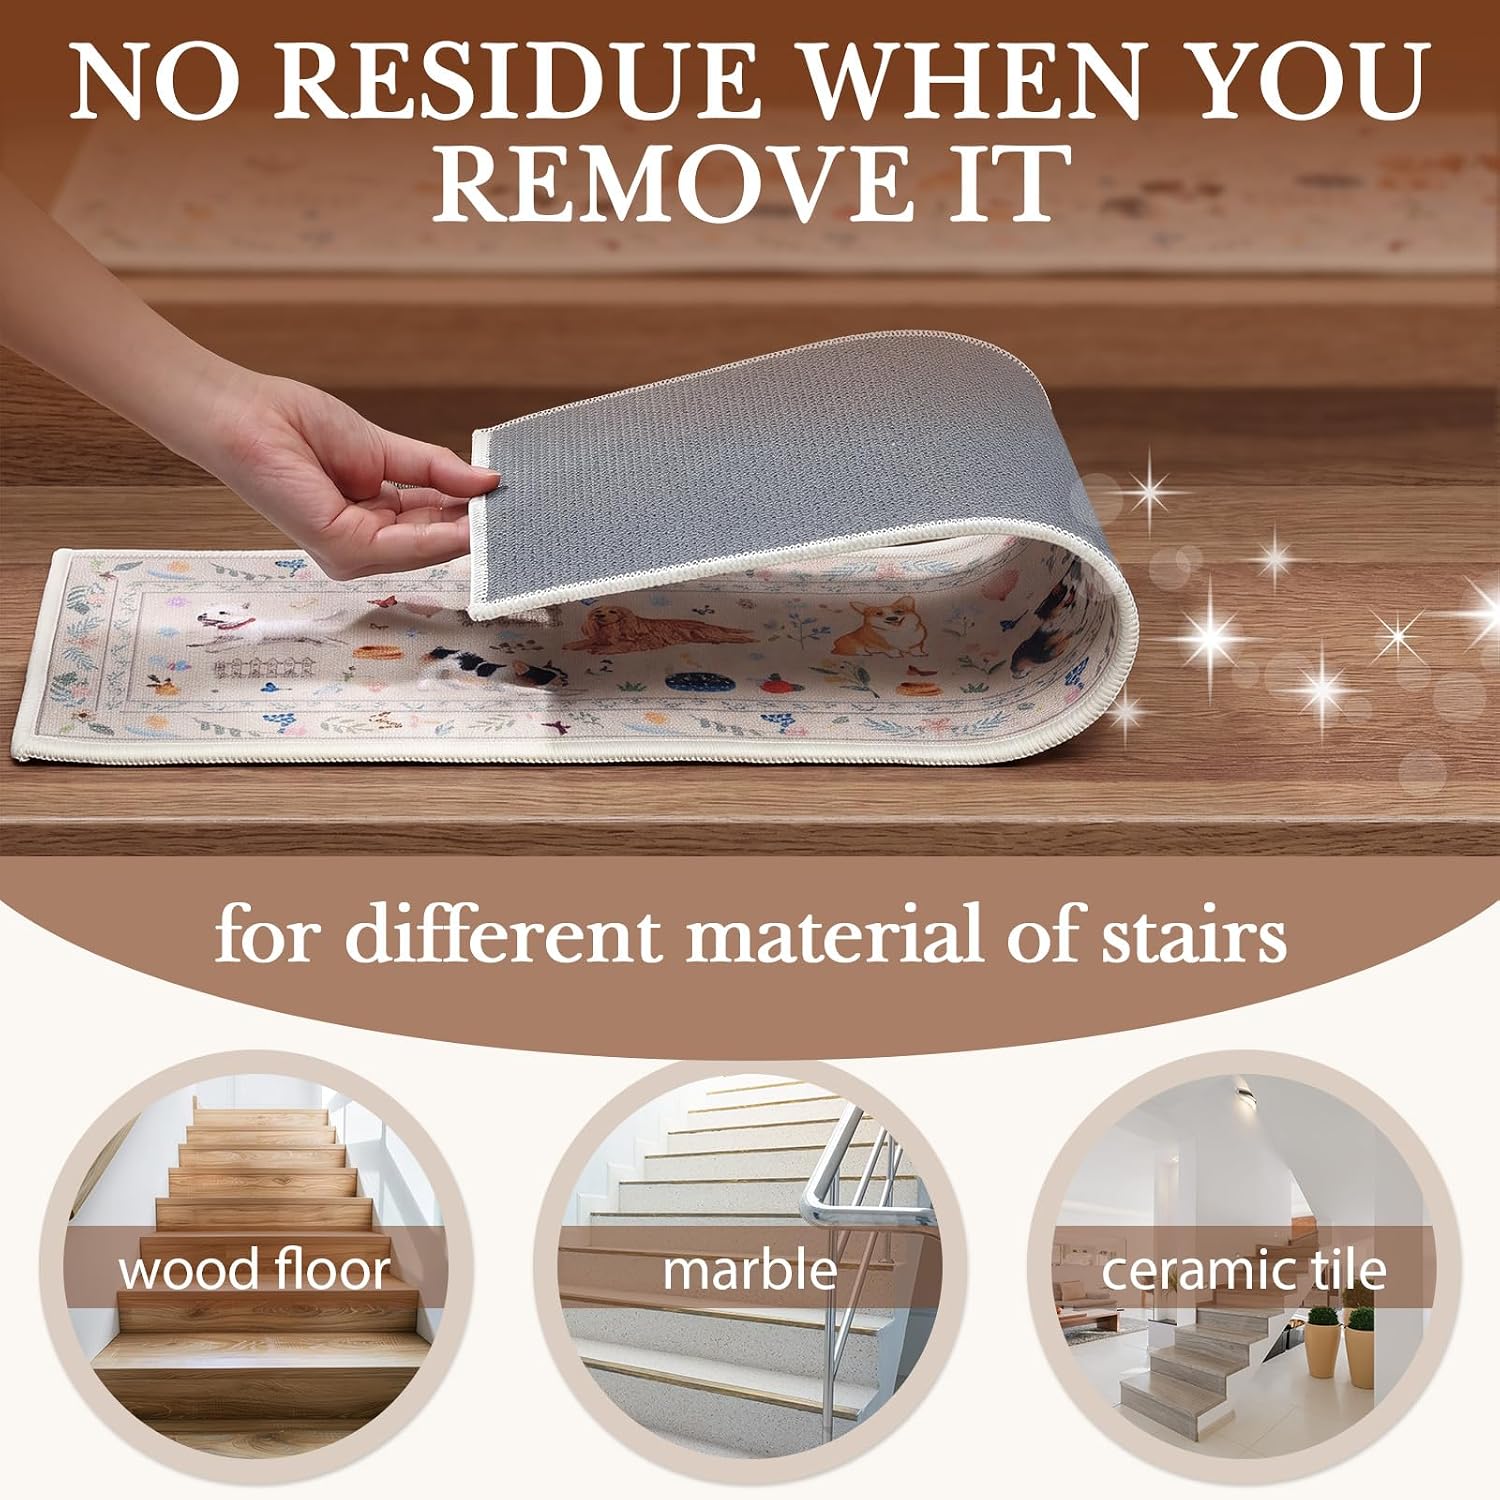 NO RESIDUE WHEN YOU
REMOVE IT
for different material of stairs
wood floor
marble
ceramic tile